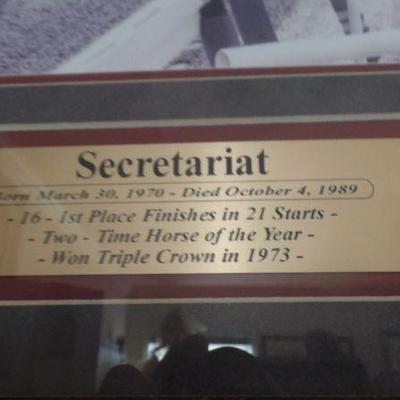 Secretariat
Born March 30, 1970 - Died October 4, 1989
- 16 - 1st Place Finishes in 21 Starts -
- Two - Time Horse of the Year -
- Won Triple Crown in 1973 -